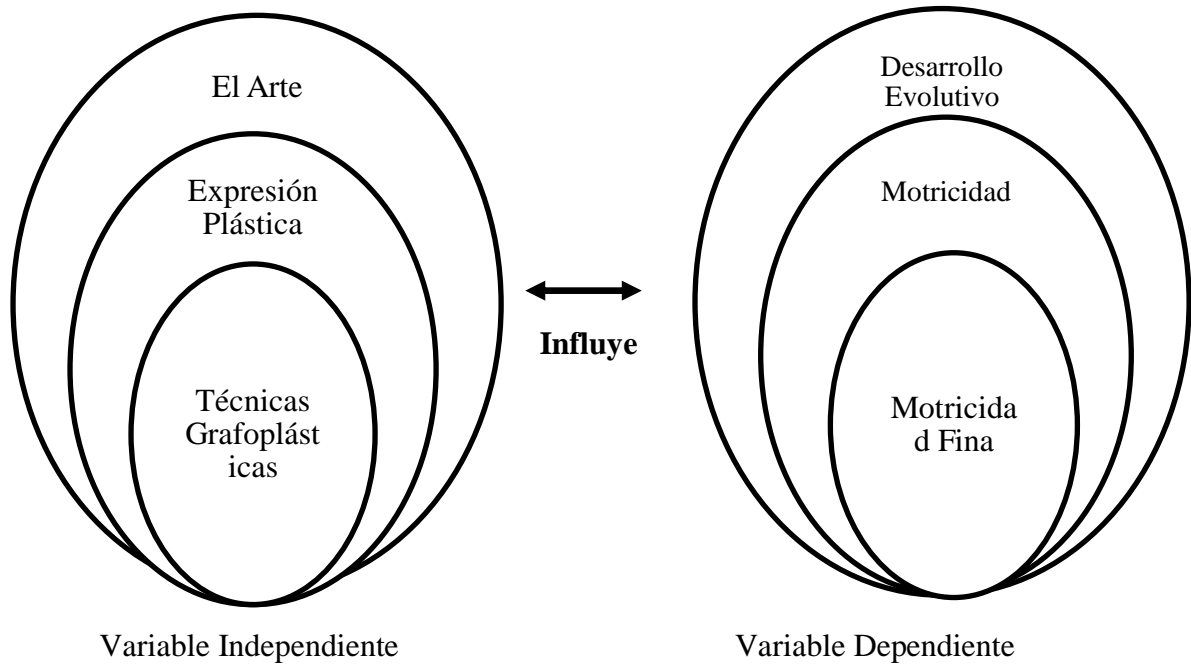 El Arte
Expresión
Plástica
Técnicas
Grafoplást
icas
Influye
Desarrollo
Evolutivo
Motricidad
Motricida
d Fina
Variable Independiente
Variable Dependiente